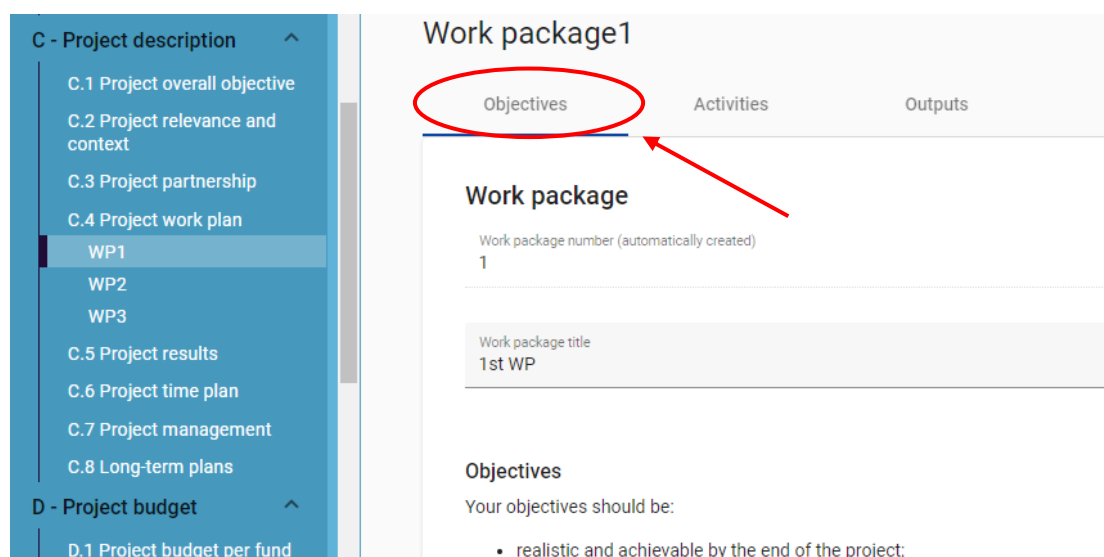 C - Project description
C.1 Project overall objective
C.2 Project relevance and
context
C.3 Project partnership
C.4 Project work plan
WP1
WP2
WP3
C.5 Project results
C.6 Project time plan
C.7 Project management
C.8 Long-term plans
D - Project budget
D.1 Project budget per fund
Work package1
Objectives Activities Outputs
Work package
Work package number (automatically created)
1
Work package title
1st WP
Objectives
Your objectives should be:
• realistic and achievable by the end of the project;